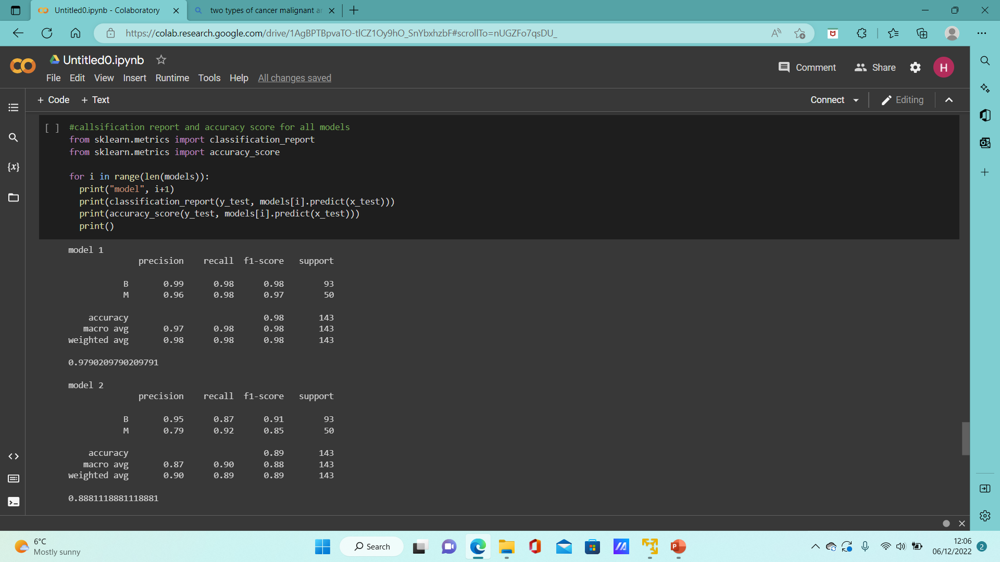 Untitled0.ipynb - Colaboratory
two types of cancer malignant a
https://colab.research.google.com/drive/1AgBPTBpvaTO-tlCZ1Oy9hO_SnYbxhzbF#scrollTo=nUGZFo7qsDU_
Untitled0.ipynb
Comment Share H
File Edit View Insert Runtime Tools Help All changes saved
+ Code + Text
Connect Editing
[ ] #callsification report and accuracy score for all models
from sklearn.metrics import classification_report
from sklearn.metrics import accuracy_score
for i in range(len(models)):
print("model", i+1)
print(classification_report(y_test, models[i].predict(x_test)))
print(accuracy_score(y_test, models[i].predict(x_test)))
print()
model 1
precision recall f1-score support
B 0.99 0.98 0.98 93
M 0.96 0.98 0.97 50
accuracy 0.98 143
macro avg 0.97 0.98 0.98 143
weighted avg 0.98 0.98 0.98 143
0.9790209790209791
model 2
precision recall f1-score support
B 0.95 0.87 0.91 93
M 0.79 0.92 0.85 50
accuracy 0.89 143
macro avg 0.87 0.90 0.88 143
weighted avg 0.90 0.89 0.89 143
0.8881118881118881
6°C
Mostly sunny
Search
12:06
06/12/2022
2